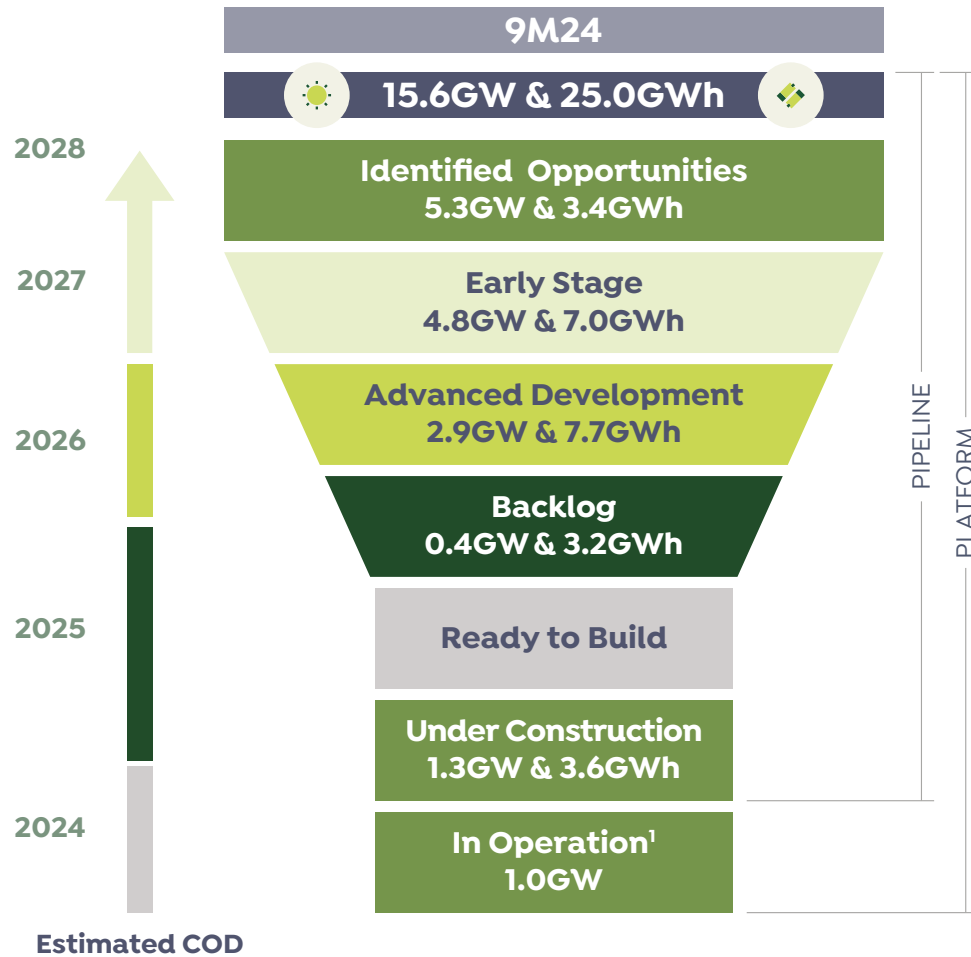 9M24
15.6GW & 25.0GWh
2028
Identified Opportunities
5.3GW & 3.4GWh
2027
Early Stage
4.8GW & 7.0GWh
2026
Advanced Development
2.9GW & 7.7GWh
Backlog
0.4GW & 3.2GWh
2025
Ready to Build
Under Construction
1.3GW & 3.6GWh
2024
In Operation¹
1.0GW
Estimated COD
PIPELINE
PLATFORM